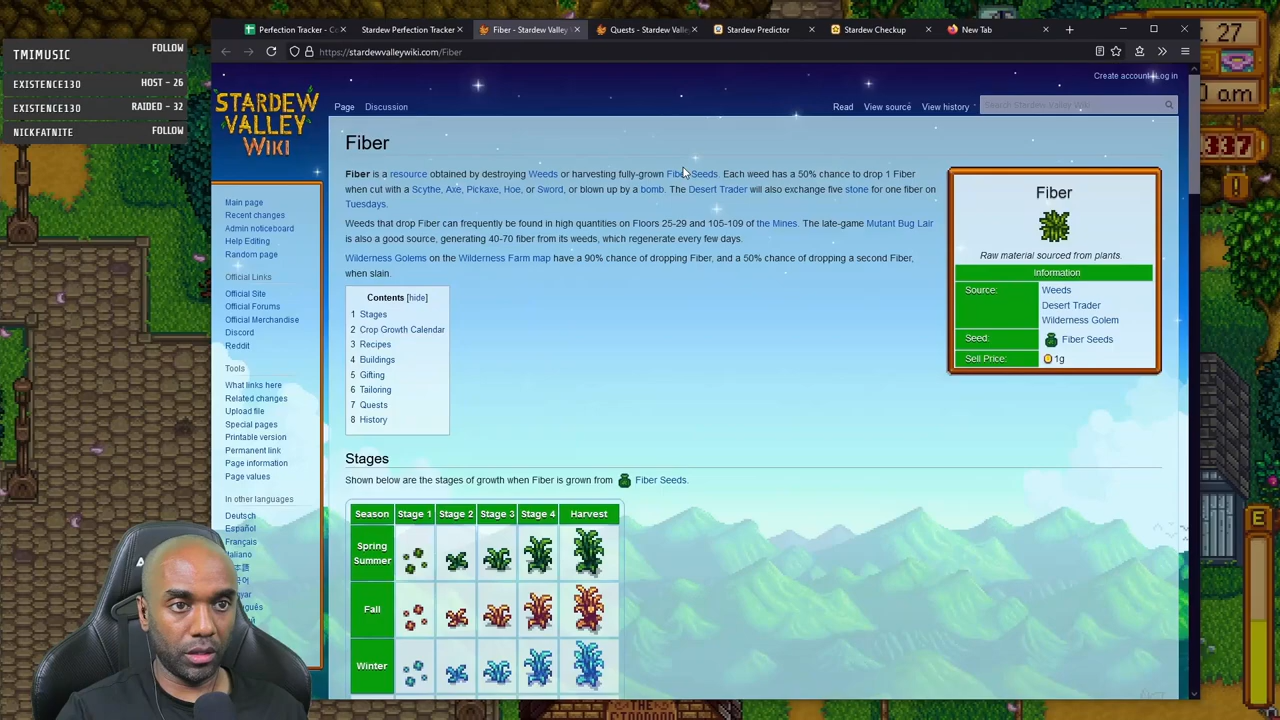 TMIMUSIC FOLLOW
EXISTENCE130 HOST - 26
EXISTENCE130 RAIDED - 32
NICKFATNITE FOLLOW
Perfection Tracker - Co
Stardew Perfection Tracker
Fiber - Stardew Valley
Quests - Stardew Valle
Stardew Predictor
Stardew Checkup
New Tab
https://stardewvalleywiki.com/Fiber
Create account
Log in
STARDEW VALLEY WIKI
Page
Discussion
Read
View source
View history
Search Stardew Valley Wiki
Main page
Recent changes
Admin noticeboard
Help Editing
Random page
Official Links
Official Site
Official Forums
Official Merchandise
Discord
Reddit
Tools
What links here
Related changes
Upload file
Special pages
Printable version
Permanent link
Page information
Page values
In other languages
Deutsch
Español
Français
Fiber
Fiber is a resource obtained by destroying Weeds or harvesting fully-grown Fiber Seeds. Each weed has a 50% chance to drop 1 Fiber
when cut with a Scythe, Axe, Pickaxe, Hoe, or Sword, or blown up by a bomb. The Desert Trader will also exchange five stone for one fiber on
Tuesdays.
Weeds that drop Fiber can frequently be found in high quantities on Floors 25-29 and 105-109 of the Mines. The late-game Mutant Bug Lair
is also a good source, generating 40-70 fiber from its weeds, which regenerate every few days.
Wilderness Golems on the Wilderness Farm map have a 90% chance of dropping Fiber, and a 50% chance of dropping a second Fiber,
when slain.
Contents [hide]
1 Stages
2 Crop Growth Calendar
3 Recipes
4 Buildings
5 Gifting
6 Tailoring
7 Quests
8 History
Fiber
Raw material sourced from plants.
Information
Source: Weeds
Desert Trader
Wilderness Golem
Seed: Fiber Seeds
Sell Price: 1g
Stages
Shown below are the stages of growth when Fiber is grown from Fiber Seeds.
Season Stage 1 Stage 2 Stage 3 Stage 4 Harvest
Spring
Summer
Fall
Winter
t. 27
0 am
337
E
THE